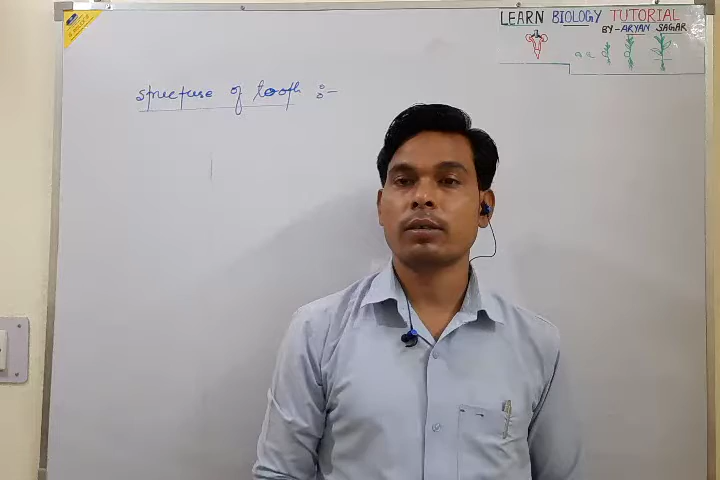 LEARN BIOLOGY TUTORIAL
BY-ARYAN SAGAR
structure of tooth :-